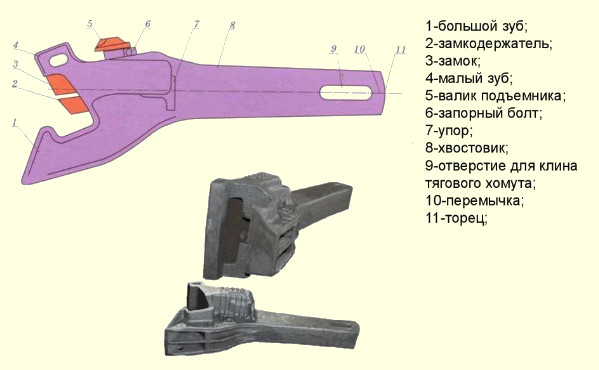 5 6 7 8 9 10 11
4
3
2
1
1-большой зуб;
2-замкодержатель;
3-замок;
4-малый зуб;
5-валик подъемника;
6-запорный болт;
7-упор;
8-хвостовик;
9-отверстие для клина
тягового хомута;
10-перемычка;
11-торец;